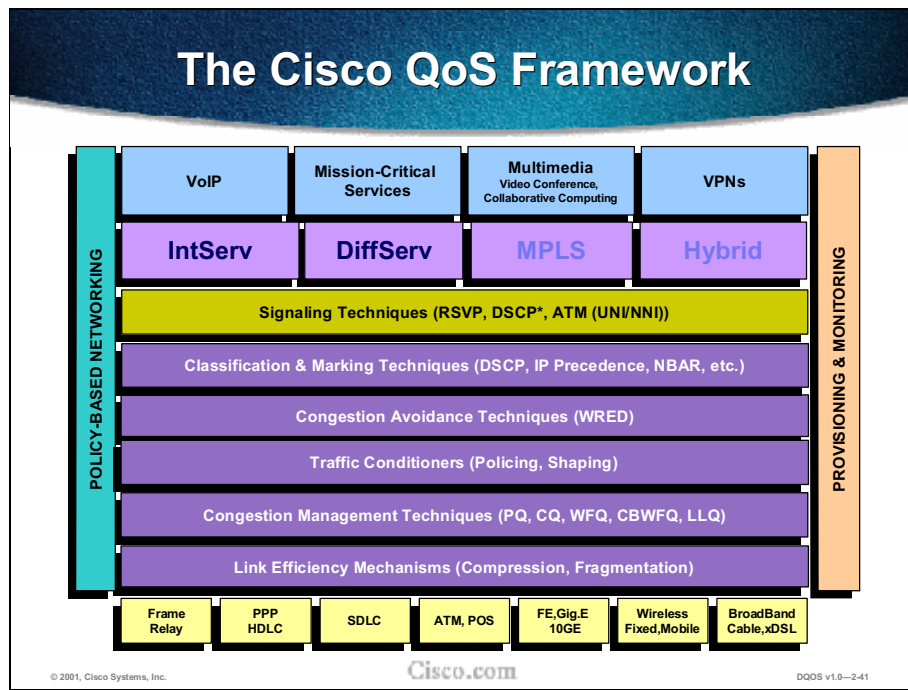 The Cisco QoS Framework
POLICY-BASED NETWORKING
VoIP
Mission-Critical
Services
Multimedia
Video Conference,
Collaborative Computing
VPNs
IntServ
DiffServ
MPLS
Hybrid
Signaling Techniques (RSVP, DSCP*, ATM (UNI/NNI))
Classification & Marking Techniques (DSCP, IP Precedence, NBAR, etc.)
Congestion Avoidance Techniques (WRED)
Traffic Conditioners (Policing, Shaping)
Congestion Management Techniques (PQ, CQ, WFQ, CBWFQ, LLQ)
Link Efficiency Mechanisms (Compression, Fragmentation)
Frame
Relay
PPP
HDLC
SDLC
ATM, POS
FE,Gig.E
10GE
Wireless
Fixed,Mobile
BroadBand
Cable,xDSL
PROVISIONING & MONITORING
© 2001, Cisco Systems, Inc.
Cisco.com
DQOS v1.0—2-41